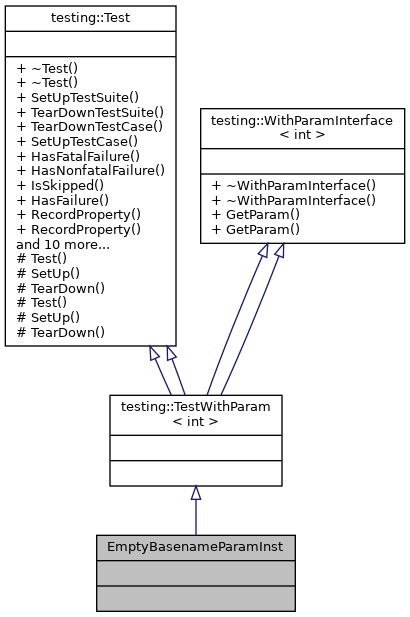 testing::Test
+ ~Test()
+ ~Test()
+ SetUpTestSuite()
+ TearDownTestSuite()
+ TearDownTestCase()
+ SetUpTestCase()
+ HasFatalFailure()
+ HasNonfatalFailure()
+ IsSkipped()
+ HasFailure()
+ RecordProperty()
+ RecordProperty()
and 10 more...
# Test()
# SetUp()
# TearDown()
# Test()
# SetUp()
# TearDown()
testing::WithParamInterface
< int >
+ ~WithParamInterface()
+ ~WithParamInterface()
+ GetParam()
+ GetParam()
testing::TestWithParam
< int >
EmptyBasenameParamInst